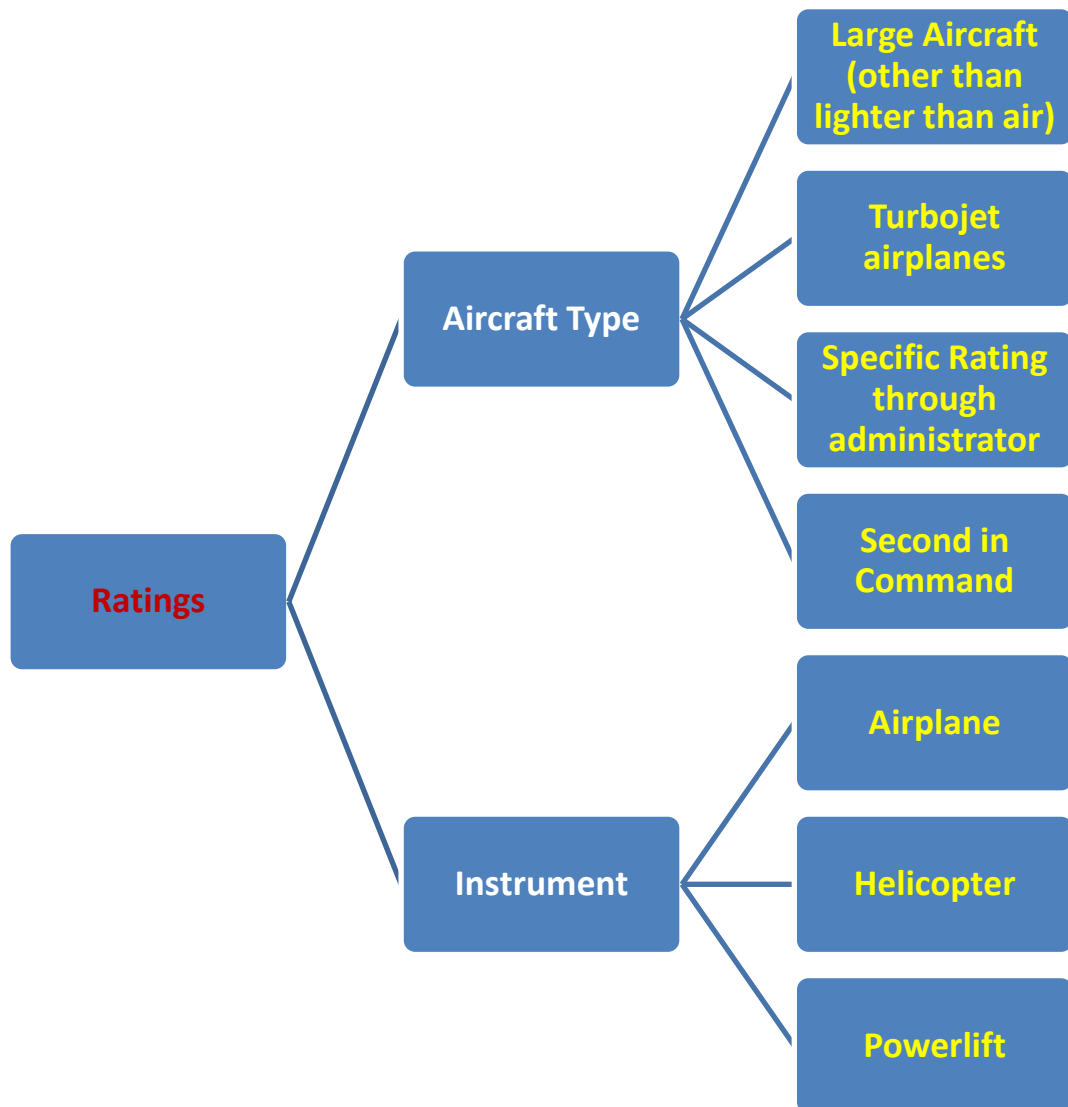 Large Aircraft
(other than
lighter than air)
Turbojet
airplanes
Aircraft Type
Specific Rating
through
administrator
Second in
Command
Ratings
Airplane
Instrument
Helicopter
Powerlift